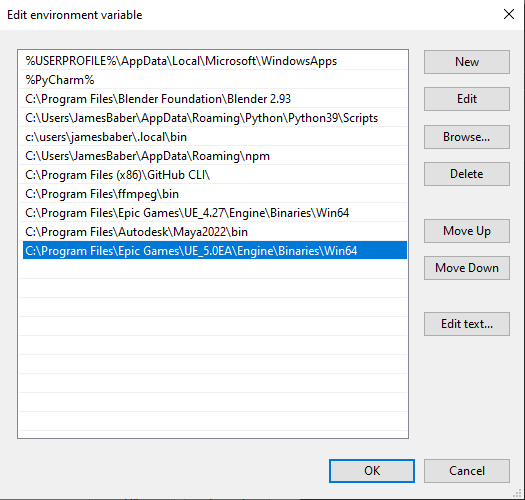 Edit environment variable
%USERPROFILE%\AppData\Local\Microsoft\WindowsApps
%PyCharm%
C:\Program Files\Blender Foundation\Blender 2.93
C:\Users\JamesBaber\AppData\Roaming\Python\Python39\Scripts
c:\users\jamesbaber\.local\bin
C:\Users\JamesBaber\AppData\Roaming\npm
C:\Program Files (x86)\GitHub CLI\
C:\Program Files\ffmpeg\bin
C:\Program Files\Epic Games\UE_4.27\Engine\Binaries\Win64
C:\Program Files\Autodesk\Maya2022\bin
C:\Program Files\Epic Games\UE_5.0EA\Engine\Binaries\Win64
New
Edit
Browse...
Delete
Move Up
Move Down
Edit text...
OK
Cancel